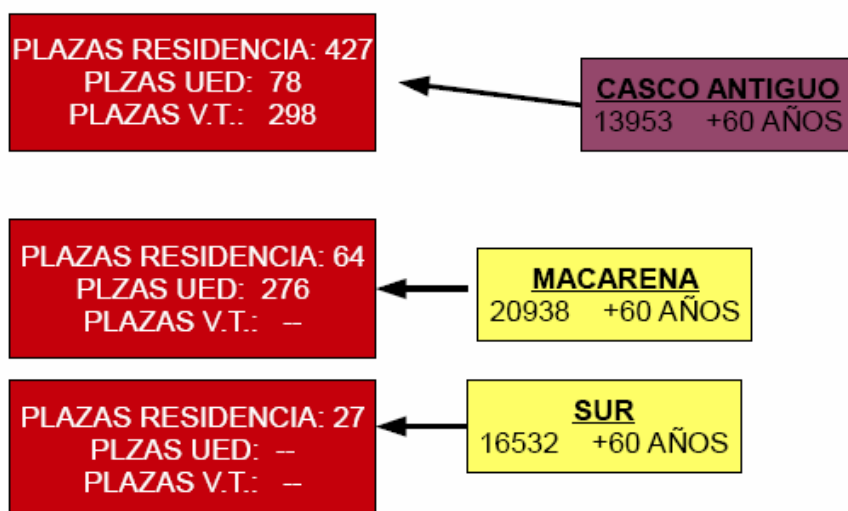 PLAZAS RESIDENCIA: 427
PLZAS UED: 78
PLAZAS V.T.: 298
CASCO ANTIGUO
13953 +60 AÑOS
PLAZAS RESIDENCIA: 64
PLZAS UED: 276
PLAZAS V.T.: --
MACARENA
20938 +60 AÑOS
PLAZAS RESIDENCIA: 27
PLZAS UED: --
PLAZAS V.T.: --
SUR
16532 +60 AÑOS